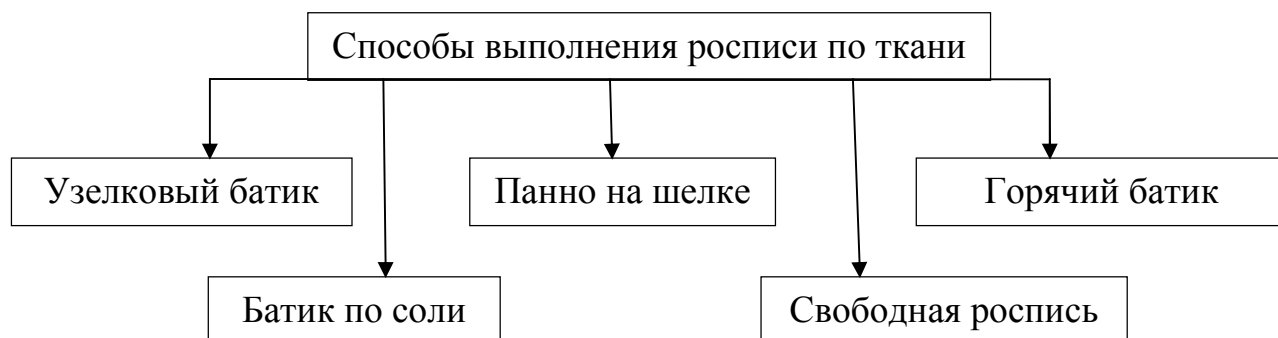 Способы выполнения росписи по ткани
Узелковый батик
Панно на шелке
Горячий батик
Батик по соли
Свободная роспись